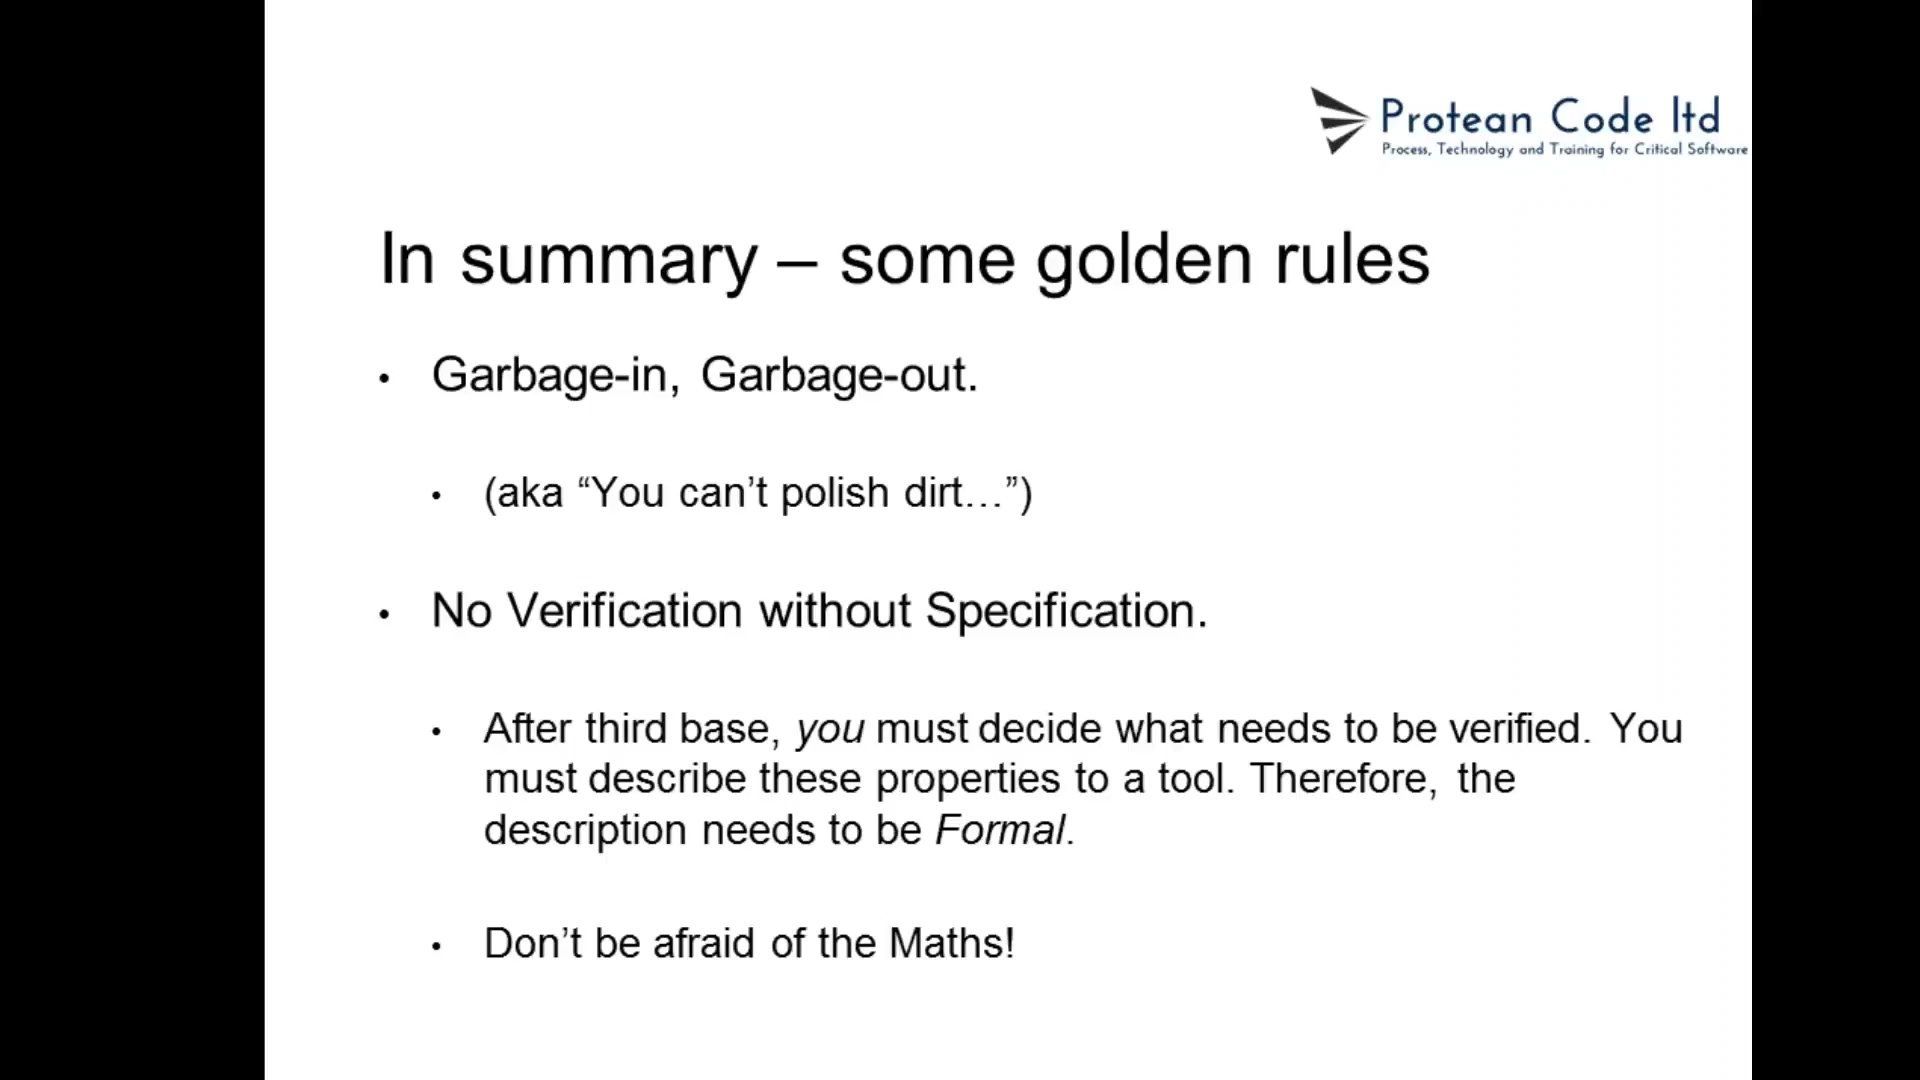 Protean Code ltd
Process, Technology and Training for Critical Software
In summary – some golden rules
• Garbage-in, Garbage-out.
• (aka “You can’t polish dirt…”)
• No Verification without Specification.
• After third base, you must decide what needs to be verified. You
must describe these properties to a tool. Therefore, the
description needs to be Formal.
• Don’t be afraid of the Maths!